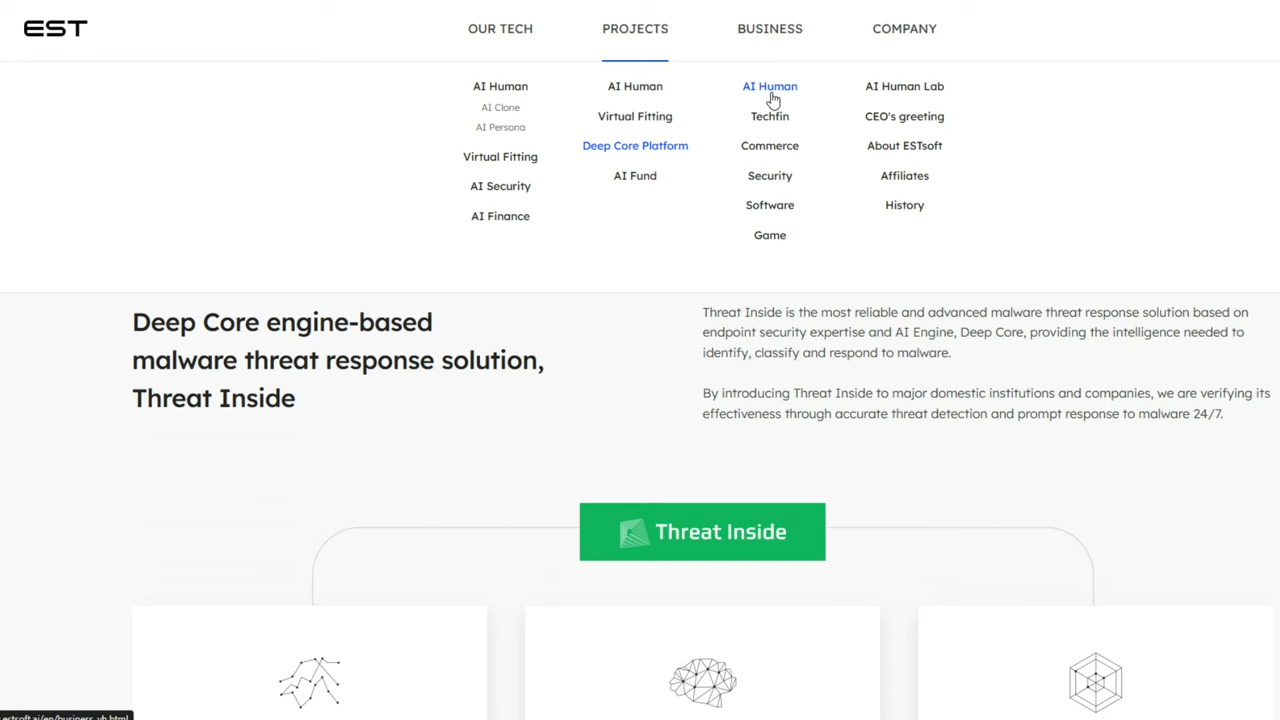 EST
OUR TECH
PROJECTS
BUSINESS
COMPANY
AI Human
AI Clone
AI Persona
Virtual Fitting
AI Security
AI Finance
AI Human
Virtual Fitting
Deep Core Platform
AI Fund
AI Human
Techfin
Commerce
Security
Software
Game
AI Human Lab
CEO's greeting
About ESTsoft
Affiliates
History
Deep Core engine-based
malware threat response solution,
Threat Inside
Threat Inside is the most reliable and advanced malware threat response solution based on
endpoint security expertise and AI Engine, Deep Core, providing the intelligence needed to
identify, classify and respond to malware.
By introducing Threat Inside to major domestic institutions and companies, we are verifying its
effectiveness through accurate threat detection and prompt response to malware 24/7.
Threat Inside
estsoft.ai/en/business_vh.html